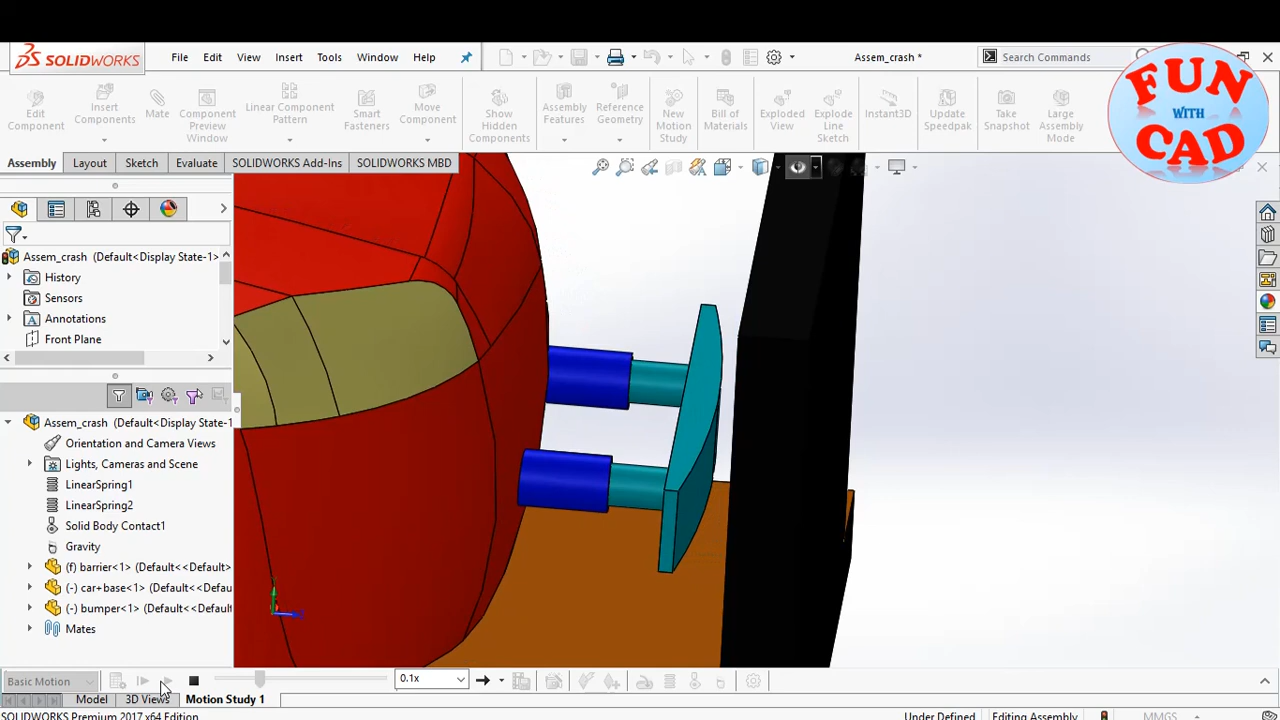 SOLIDWORKS File Edit View Insert Tools Window Help Assem_crash * Search Commands
Edit Component
Insert Components
Mate
Component Preview Window
Linear Component Pattern
Smart Fasteners
Move Component
Show Hidden Components
Assembly Features
Reference Geometry
New Motion Study
Bill of Materials
Exploded View
Explode Line Sketch
Instant3D
Update Speedpak
Take Snapshot
Large Assembly Mode
FUN
WITH
CAD
Assembly Layout Sketch Evaluate SOLIDWORKS Add-Ins SOLIDWORKS MBD
Assem_crash (Default<Display State-1>
History
Sensors
Annotations
Front Plane
Assem_crash (Default<Display State-1
Orientation and Camera Views
Lights, Cameras and Scene
LinearSpring1
LinearSpring2
Solid Body Contact1
Gravity
(f) barrier<1> (Default<<Default>
(-) car+base<1> (Default<<Defau
(-) bumper<1> (Default<<Default
Mates
Basic Motion 0.1x
Model 3D Views Motion Study 1
SOLIDWORKS Premium 2017 x64 Edition Under Defined Editing Assembly MMGS